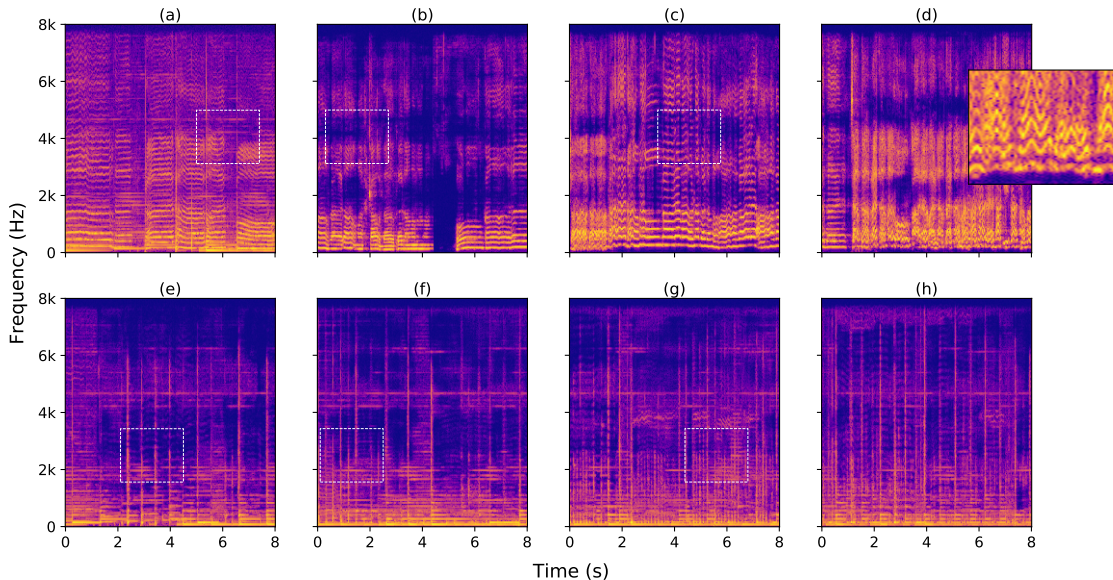 (a) (b) (c) (d)
8k
6k
4k
2k
0
(e) (f) (g) (h)
8k
6k
4k
2k
0
0 2 4 6 8 0 2 4 6 8 0 2 4 6 8 0 2 4 6 8
Frequency (Hz)
Time (s)